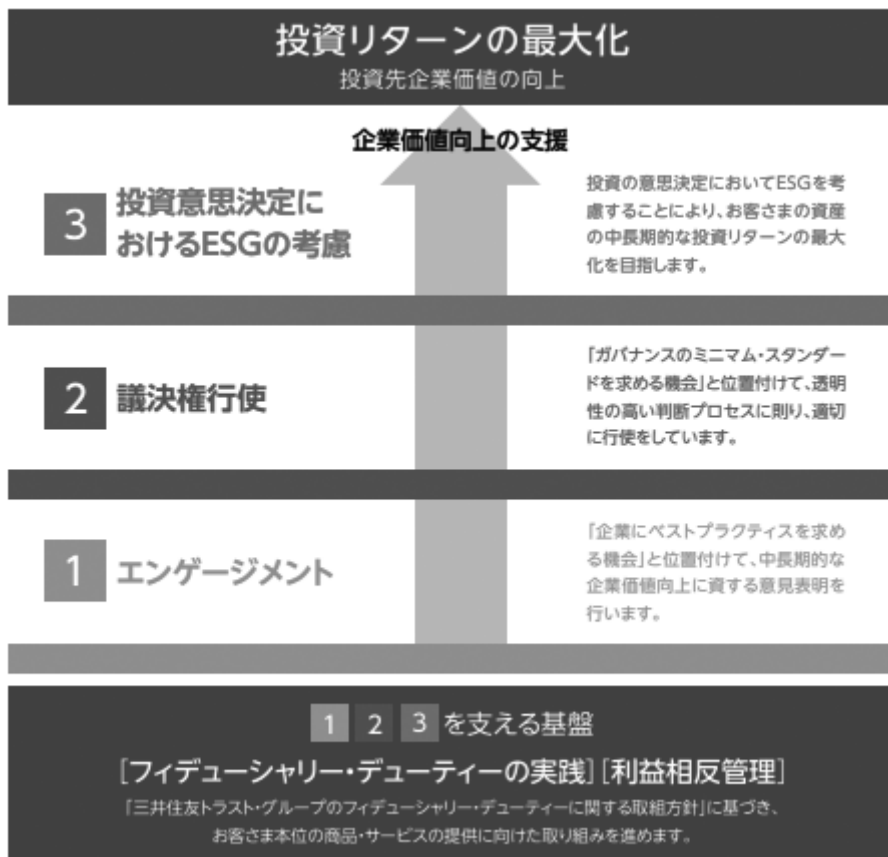 投資リターンの最大化
投資先企業価値の向上
企業価値向上の支援
3
投資意思決定に
おけるESGの考慮
投資の意思決定においてESGを考
慮することにより、お客さまの資産
の中長期的な投資リターンの最大
化を目指します。
2
議決権行使
「ガバナンスのミニマム・スタンダー
ドを求める機会」と位置付けて、透明
性の高い判断プロセスに則り、適切
に行使をしています。
1
エンゲージメント
「企業にベストプラクティスを求め
る機会」と位置付けて、中長期的な
企業価値向上に資する意見表明を
行います。
1 2 3 を支える基盤
[フィデューシャリー・デューティーの実践] [利益相反管理]
「三井住友トラスト・グループのフィデューシャリー・デューティーに関する取組方針」に基づき、
お客さま本位の商品・サービスの提供に向けた取り組みを進めます。